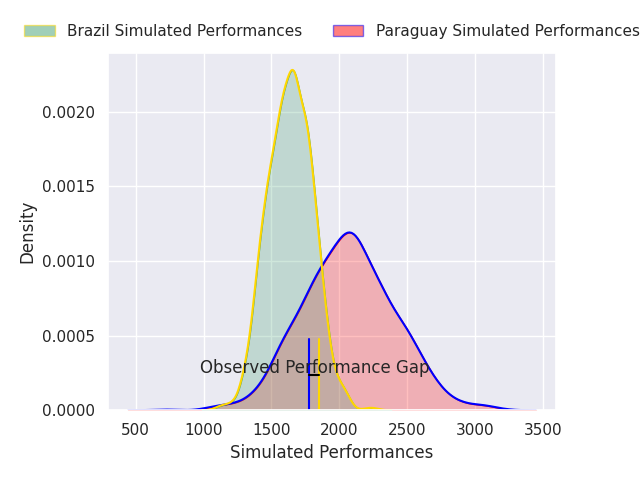 Brazil Simulated Performances
Paraguay Simulated Performances
0.0020
0.0015
0.0010
0.0005
0.0000
Density
Observed Performance Gap
500
1000
1500
2000
2500
3000
3500
Simulated Performances